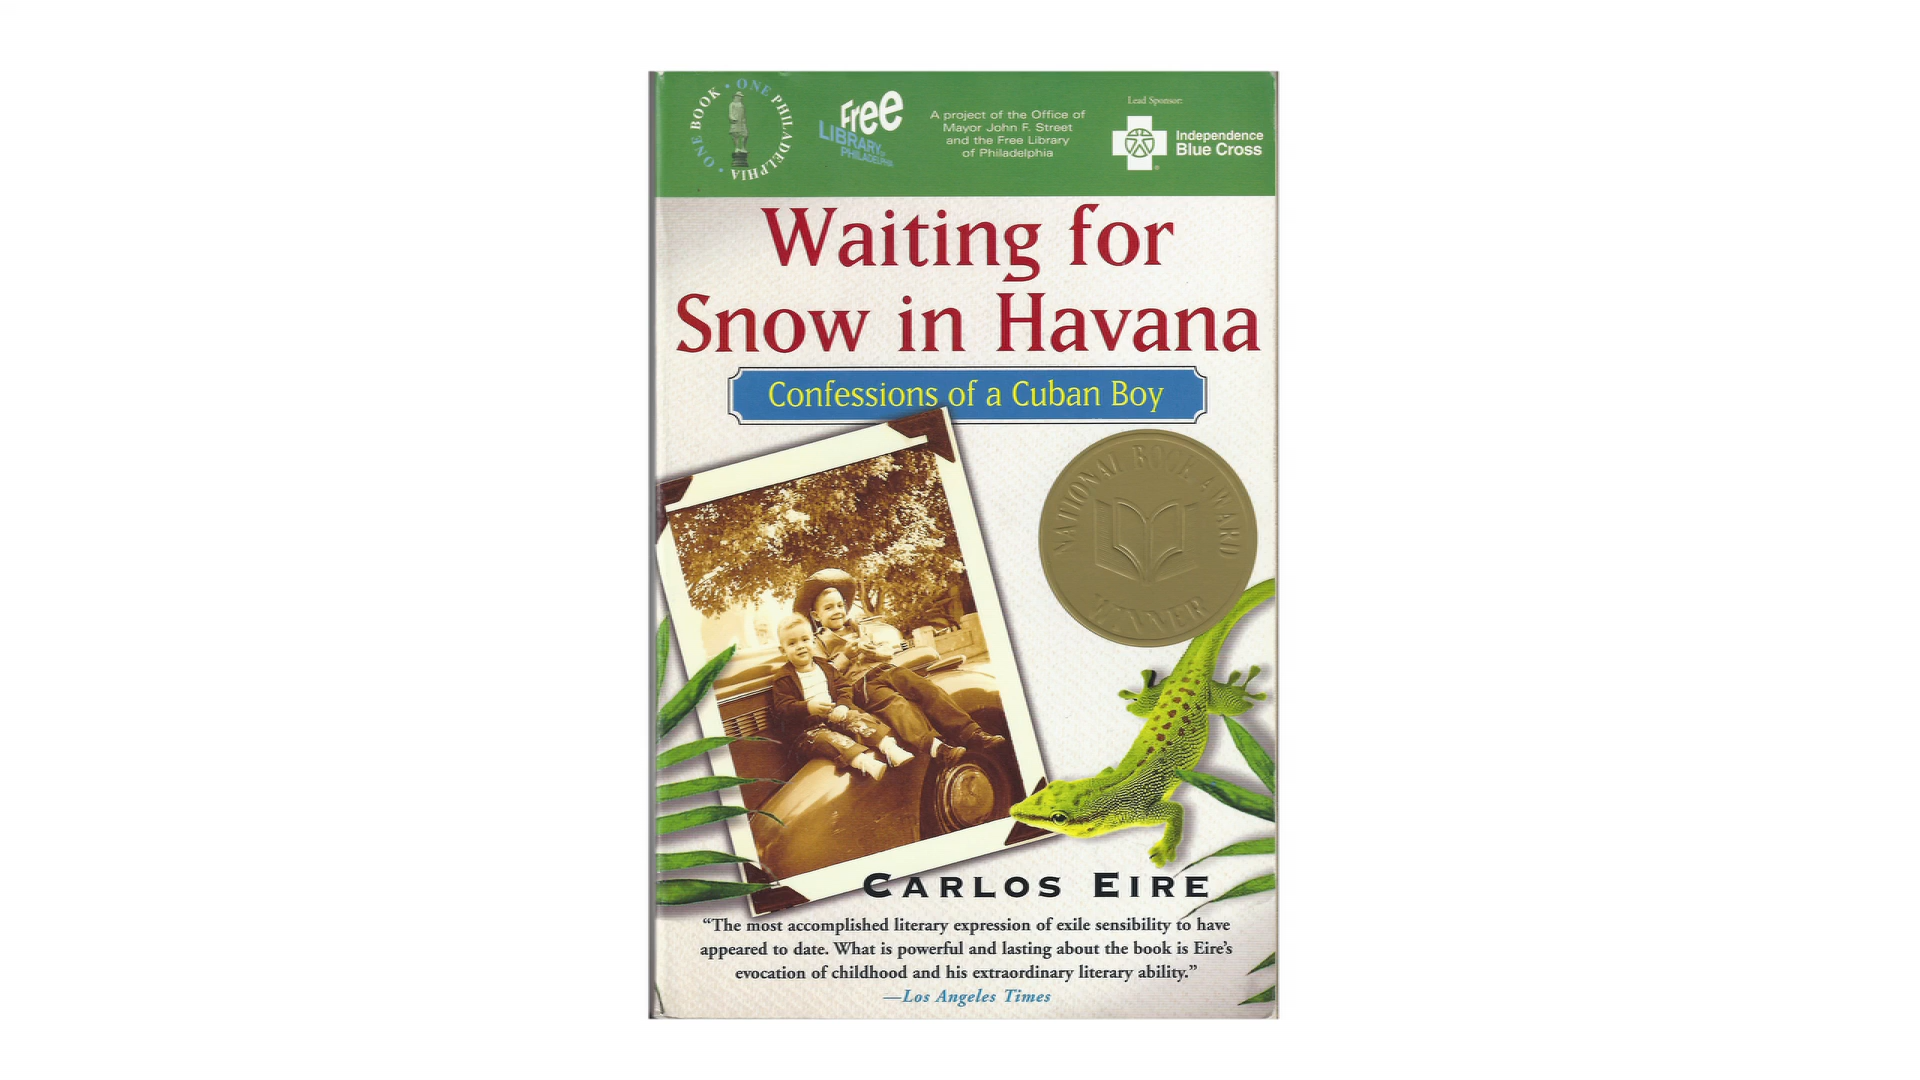 ONE BOOK • ONE PHILADELPHIA •
Free
LIBRARY OF
PHILADELPHIA
A project of the Office of
Mayor John F. Street
and the Free Library
of Philadelphia
Lead Sponsor:
Independence
Blue Cross
Waiting for
Snow in Havana
Confessions of a Cuban Boy
NATIONAL BOOK AWARD
WINNER
CARLOS EIRE
“The most accomplished literary expression of exile sensibility to have
appeared to date. What is powerful and lasting about the book is Eire’s
evocation of childhood and his extraordinary literary ability.”
—Los Angeles Times